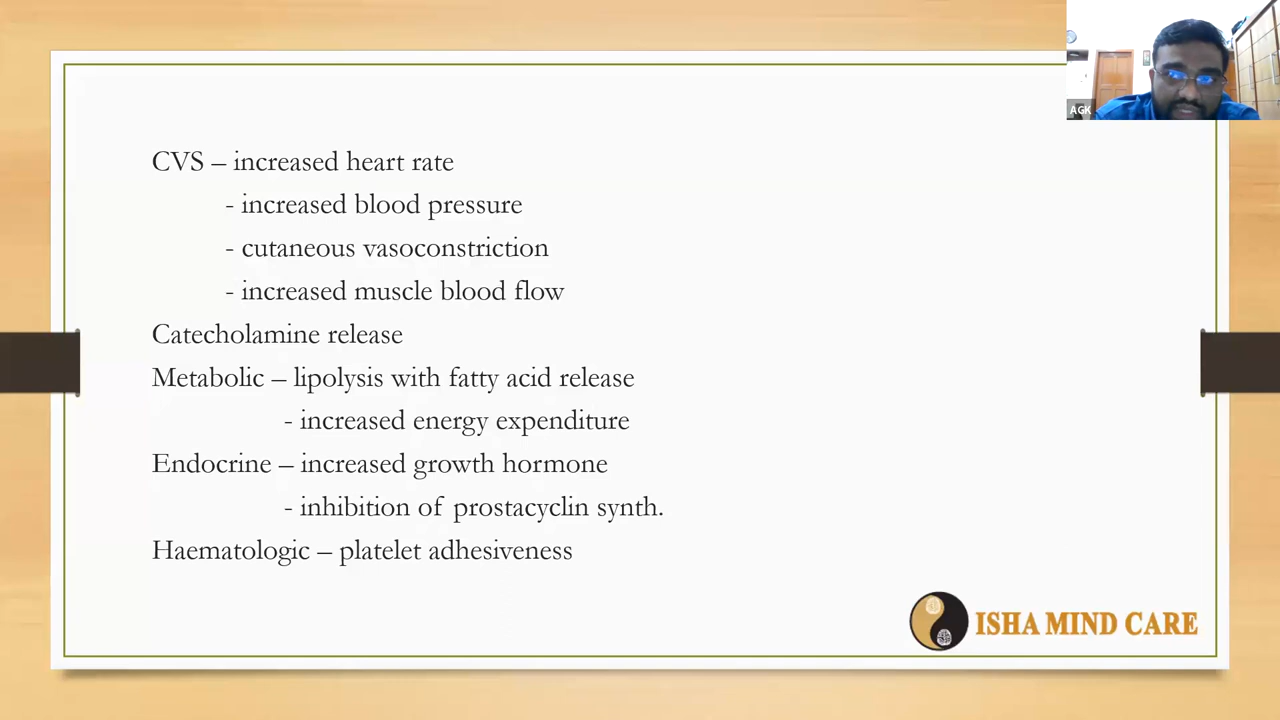 AGK
CVS – increased heart rate
- increased blood pressure
- cutaneous vasoconstriction
- increased muscle blood flow
Catecholamine release
Metabolic – lipolysis with fatty acid release
- increased energy expenditure
Endocrine – increased growth hormone
- inhibition of prostacyclin synth.
Haematologic – platelet adhesiveness
ISHA MIND CARE